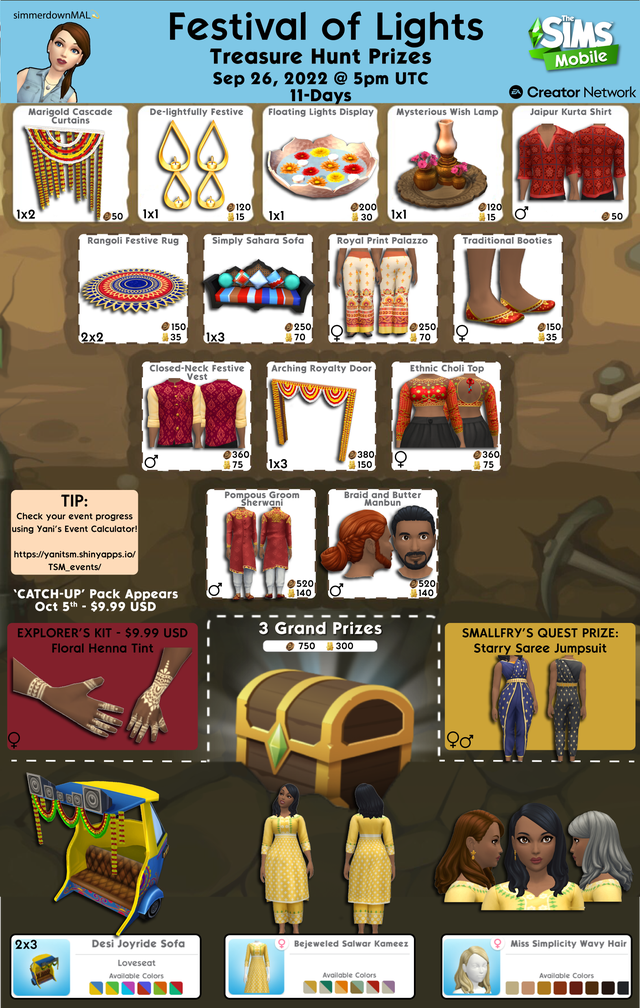 simmerdownMAL
Festival of Lights
Treasure Hunt Prizes
Sep 26, 2022 @ 5pm UTC
11-Days
The SIMS
Mobile
EA Creator Network
Marigold Cascade
Curtains
1x2
50
De-lightfully Festive
1x1
120
15
Floating Lights Display
1x1
200
30
Mysterious Wish Lamp
1x1
120
15
Jaipur Kurta Shirt
♂
50
Rangoli Festive Rug
2x2
150
35
Simply Sahara Sofa
1x3
250
70
Royal Print Palazzo
♀
250
70
Traditional Booties
♀
150
35
Closed-Neck Festive
Vest
♂
360
75
Arching Royalty Door
1x3
380
150
Ethnic Choli Top
♀
360
75
TIP:
Check your event progress
using Yani's Event Calculator!
https://yanitsm.shinyapps.io/
TSM_events/
Pompous Groom
Sherwani
♂
520
140
Braid and Butter
Manbun
♂
520
140
'CATCH-UP' Pack Appears
Oct 5th - $9.99 USD
EXPLORER'S KIT - $9.99 USD
Floral Henna Tint
♀
3 Grand Prizes
750 300
SMALLFRY'S QUEST PRIZE:
Starry Saree Jumpsuit
♀♂
2x3
Desi Joyride Sofa
Loveseat
Available Colors
♀
Bejeweled Salwar Kameez
Available Colors
♀
Miss Simplicity Wavy Hair
Available Colors